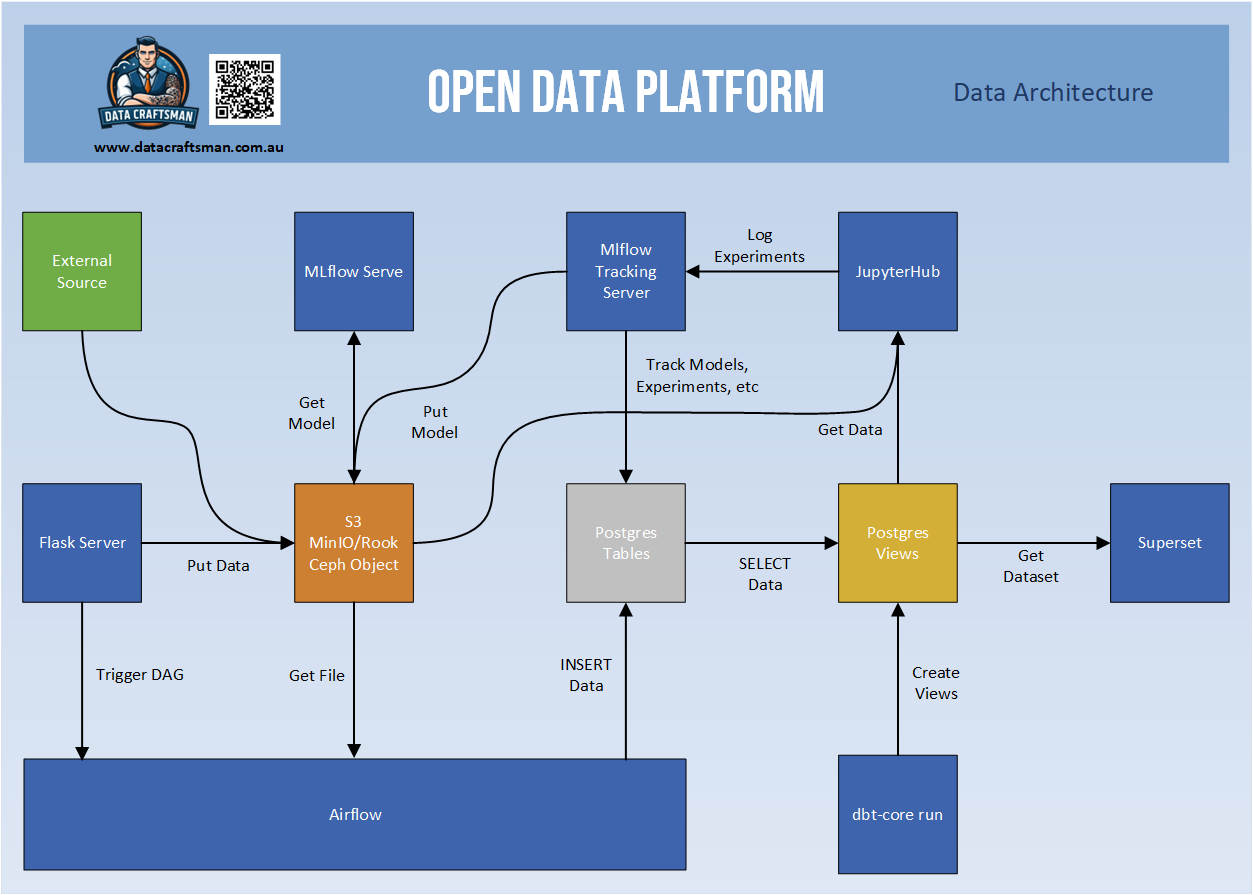 DATA CRAFTSMAN
www.datacraftsman.com.au
OPEN DATA PLATFORM
Data Architecture
External
Source
MLflow Serve
Mlflow
Tracking
Server
Log
Experiments
JupyterHub
Get
Model
Put
Model
Track Models,
Experiments, etc
Get Data
Flask Server
Put Data
S3
MinIO/Rook
Ceph Object
Postgres
Tables
SELECT
Data
Postgres
Views
Get
Dataset
Superset
Trigger DAG
Get File
INSERT
Data
Create
Views
Airflow
dbt-core run